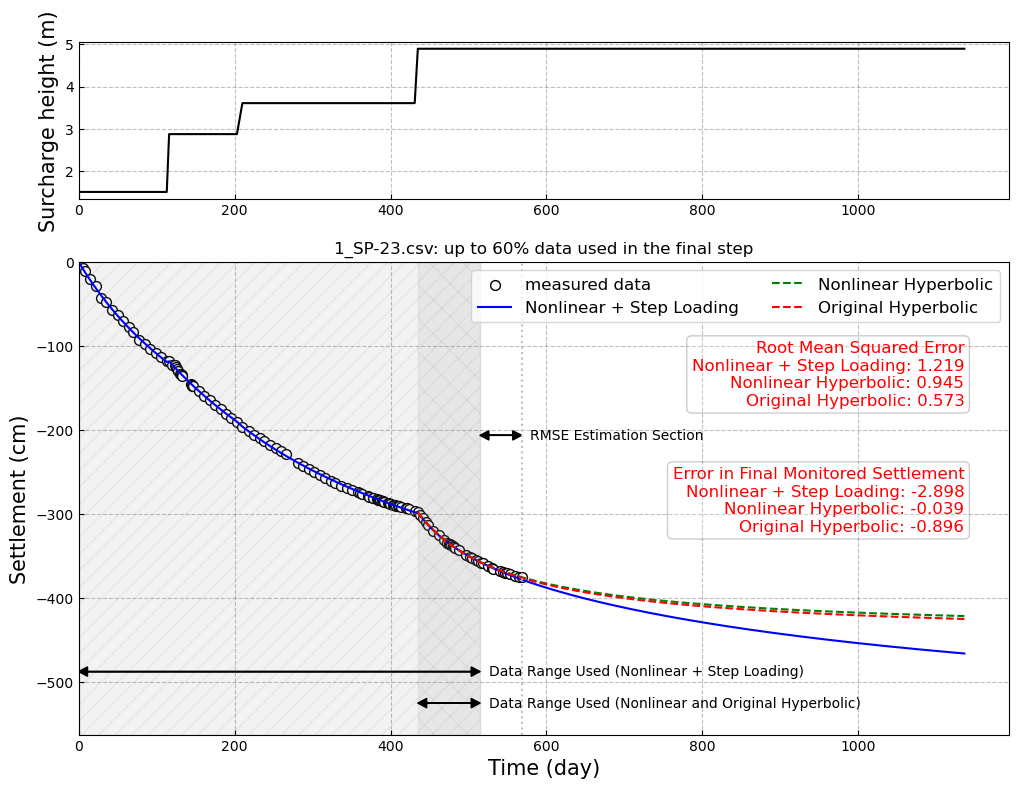 Surcharge height (m)
5
4
3
2
0 200 400 600 800 1000
1_SP-23.csv: up to 60% data used in the final step
measured data
Nonlinear + Step Loading
Nonlinear Hyperbolic
Original Hyperbolic
Root Mean Squared Error
Nonlinear + Step Loading: 1.219
Nonlinear Hyperbolic: 0.945
Original Hyperbolic: 0.573
RMSE Estimation Section
Error in Final Monitored Settlement
Nonlinear + Step Loading: -2.898
Nonlinear Hyperbolic: -0.039
Original Hyperbolic: -0.896
Data Range Used (Nonlinear + Step Loading)
Data Range Used (Nonlinear and Original Hyperbolic)
Settlement (cm)
0
−100
−200
−300
−400
−500
0 200 400 600 800 1000
Time (day)